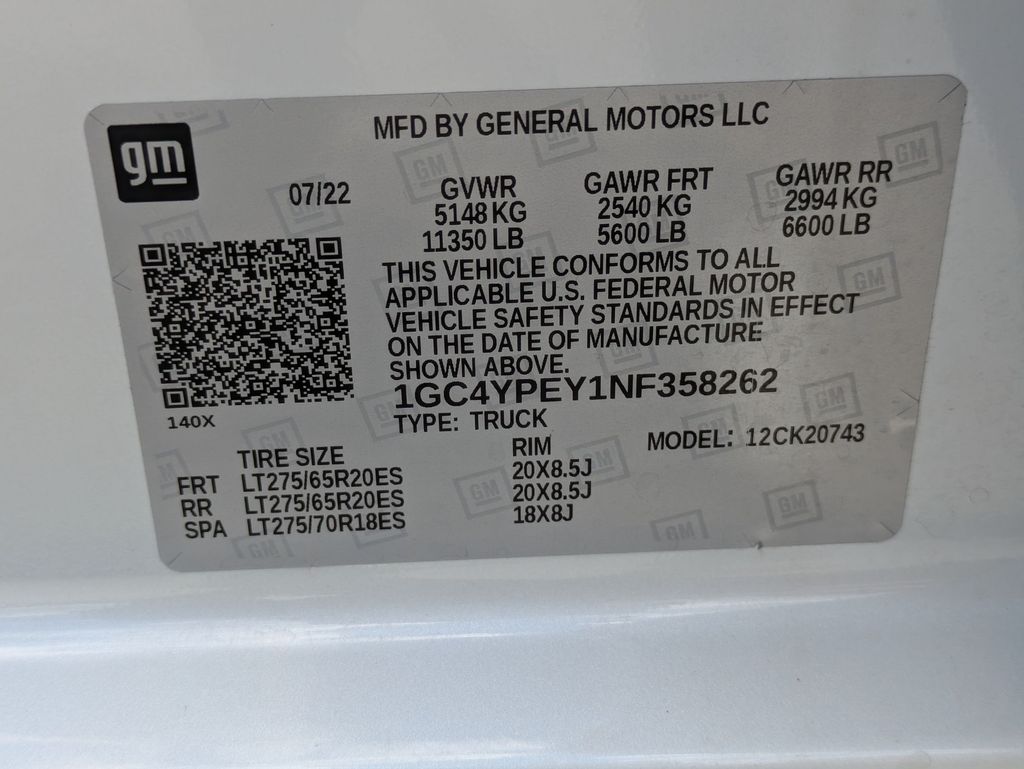 gm
MFD BY GENERAL MOTORS LLC
07/22
GVWR GAWR FRT GAWR RR
5148 KG 2540 KG 2994 KG
11350 LB 5600 LB 6600 LB
THIS VEHICLE CONFORMS TO ALL
APPLICABLE U.S. FEDERAL MOTOR
VEHICLE SAFETY STANDARDS IN EFFECT
ON THE DATE OF MANUFACTURE
SHOWN ABOVE.
1GC4YPEY1NF358262
140X
TYPE: TRUCK
MODEL: 12CK20743
TIRE SIZE RIM
FRT LT275/65R20ES 20X8.5J
RR LT275/65R20ES 20X8.5J
SPA LT275/70R18ES 18X8J